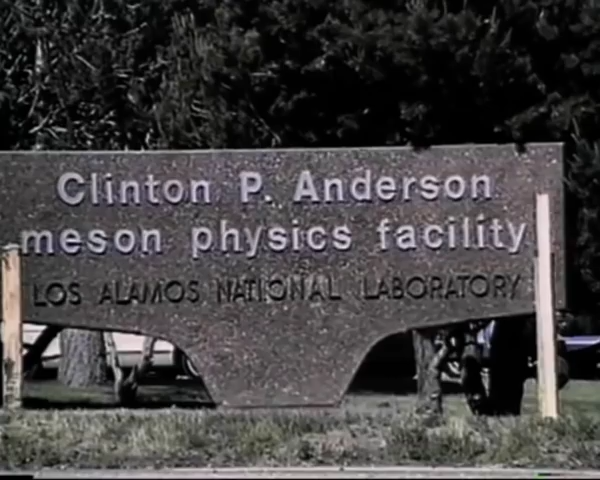 Clinton P. Anderson
meson physics facility
LOS ALAMOS NATIONAL LABORATORY